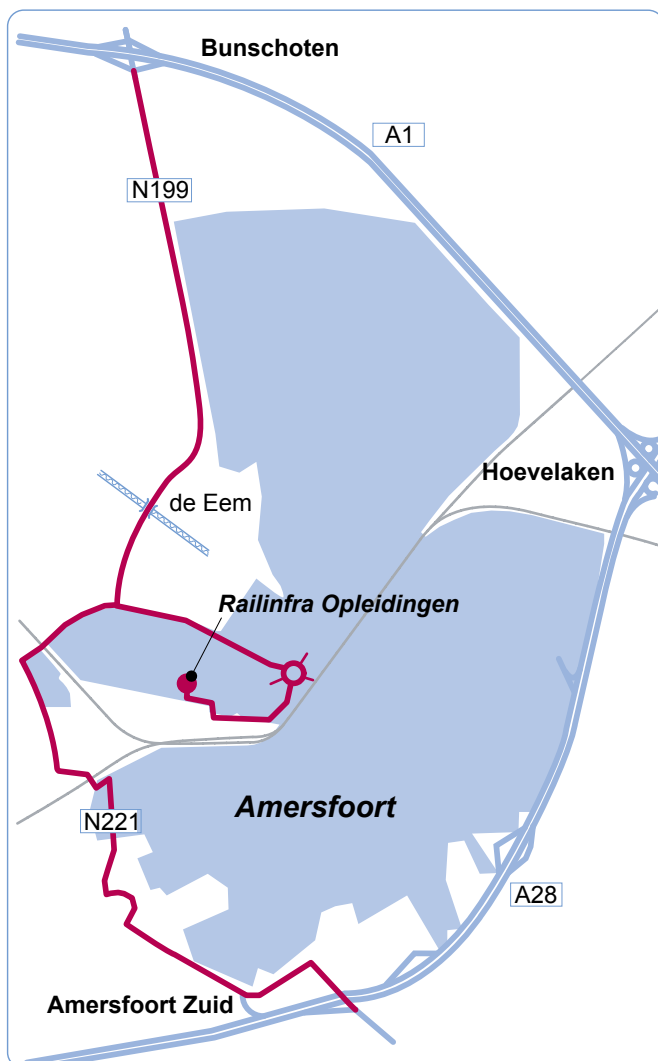 Bunschoten
A1
N199
Hoevelaken
de Eem
Railinfra Opleidingen
Amersfoort
N221
A28
Amersfoort Zuid